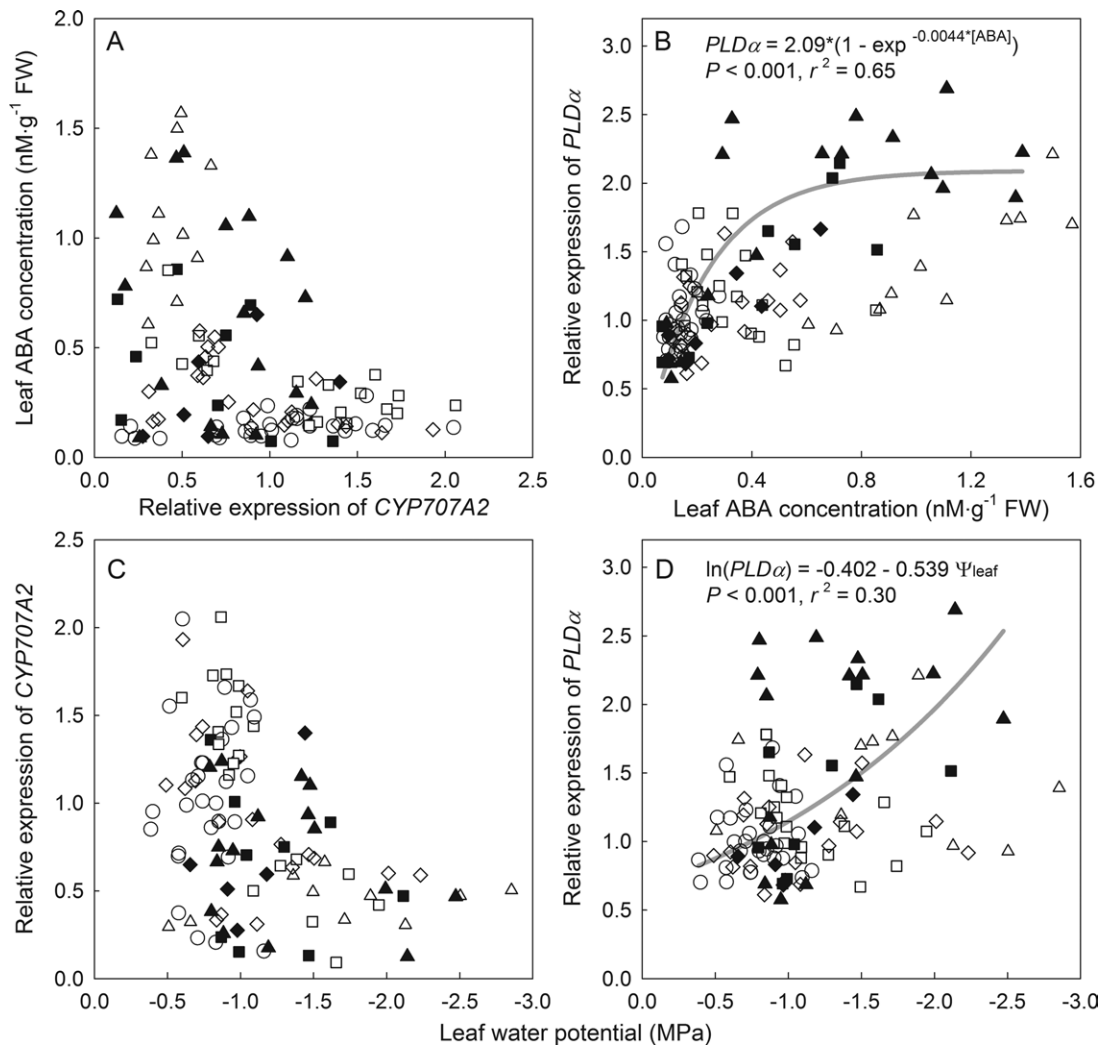 A
Leaf ABA concentration (nM·g-1 FW)
2.0
1.5
1.0
0.5
0.0
0.0 0.5 1.0 1.5 2.0 2.5
Relative expression of CYP707A2
B
PLDα = 2.09*(1 - exp -0.0044*[ABA])
P < 0.001, r2 = 0.65
Relative expression of PLDα
3.0
2.5
2.0
1.5
1.0
0.5
0.0
0.0 0.4 0.8 1.2 1.6
Leaf ABA concentration (nM·g-1 FW)
C
Relative expression of CYP707A2
2.5
2.0
1.5
1.0
0.5
0.0
0.0 -0.5 -1.0 -1.5 -2.0 -2.5 -3.0
D
ln(PLDα) = -0.402 - 0.539 Ψleaf
P < 0.001, r2 = 0.30
Relative expression of PLDα
3.0
2.5
2.0
1.5
1.0
0.5
0.0
-0.5 -1.0 -1.5 -2.0 -2.5 -3.0
Leaf water potential (MPa)